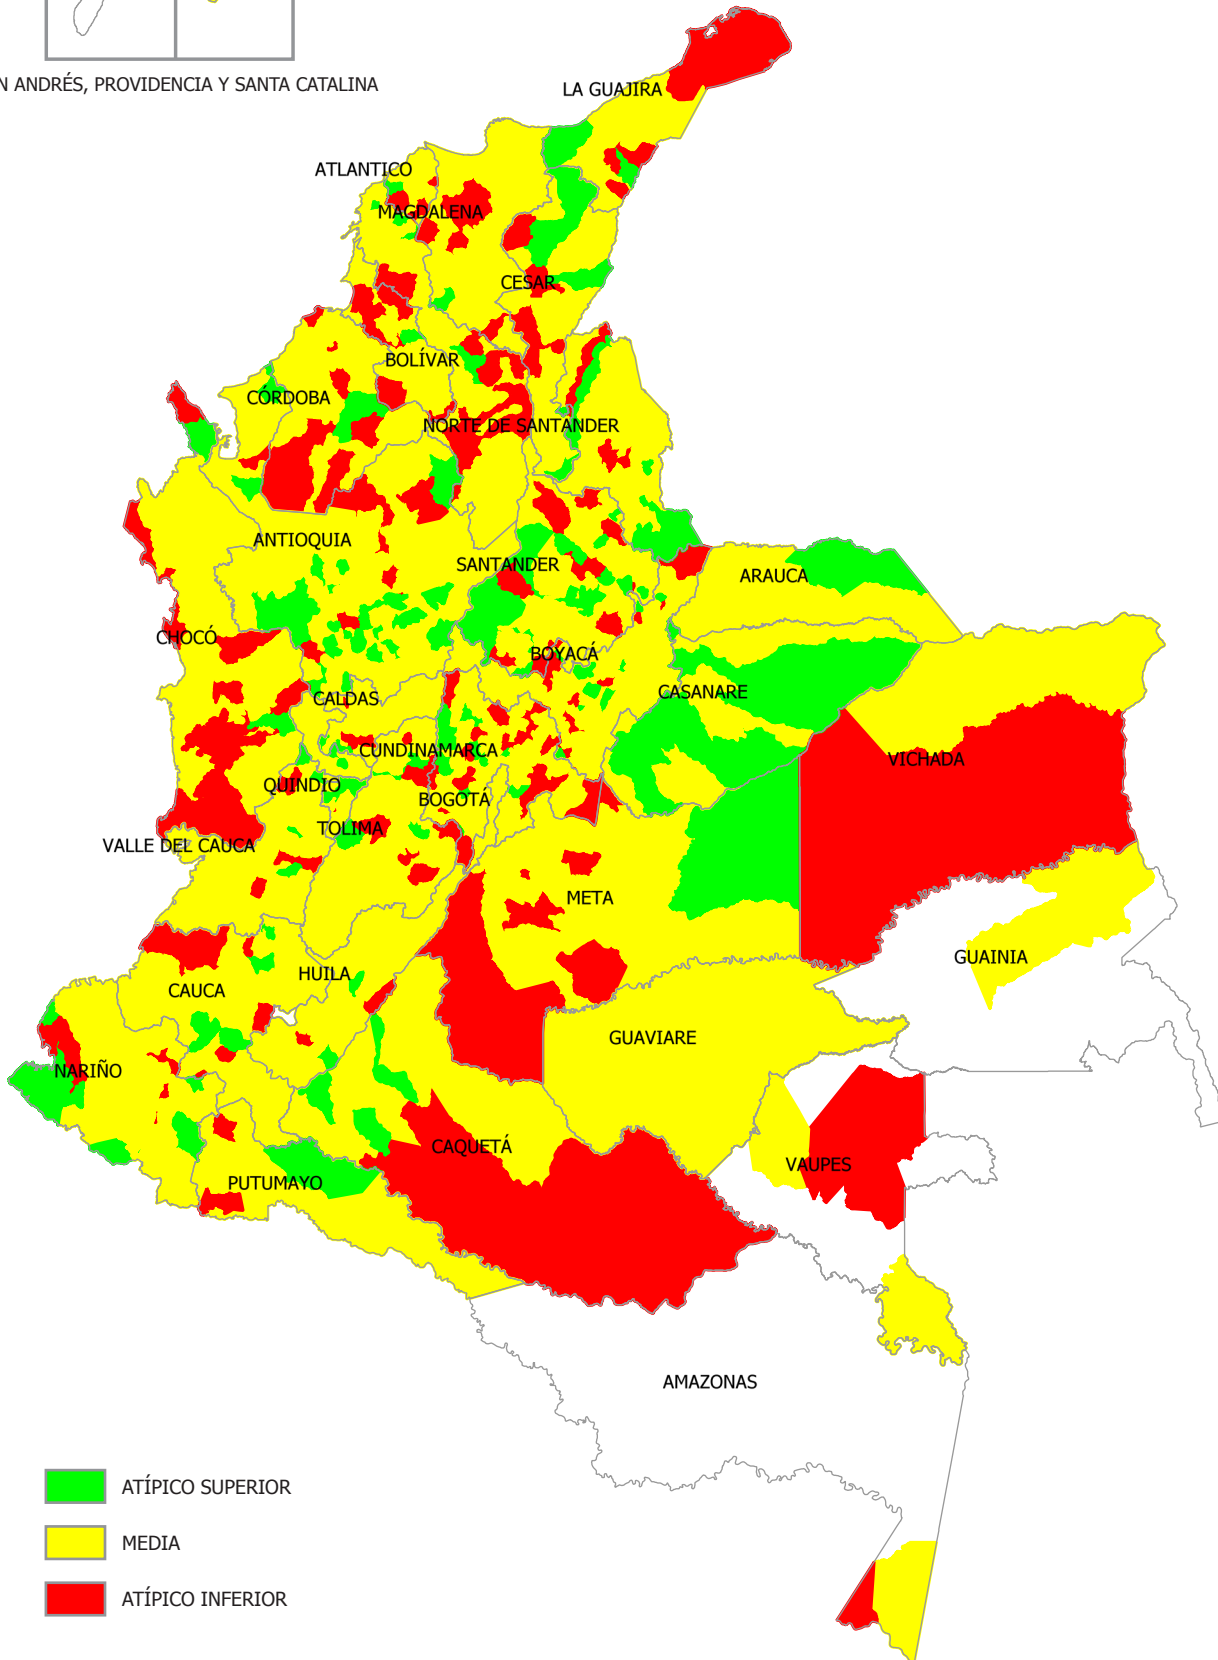 N ANDRÉS, PROVIDENCIA Y SANTA CATALINA
LA GUAJIRA
ATLANTICO
MAGDALENA
CESAR
BOLÍVAR
CÓRDOBA
NORTE DE SANTANDER
ANTIOQUIA
SANTANDER
ARAUCA
CHOCÓ
BOYACÁ
CASANARE
CALDAS
CUNDINAMARCA
VICHADA
QUINDIO
BOGOTÁ
TOLIMA
VALLE DEL CAUCA
META
GUAINIA
HUILA
CAUCA
GUAVIARE
NARIÑO
CAQUETÁ
VAUPES
PUTUMAYO
AMAZONAS
ATÍPICO SUPERIOR
MEDIA
ATÍPICO INFERIOR